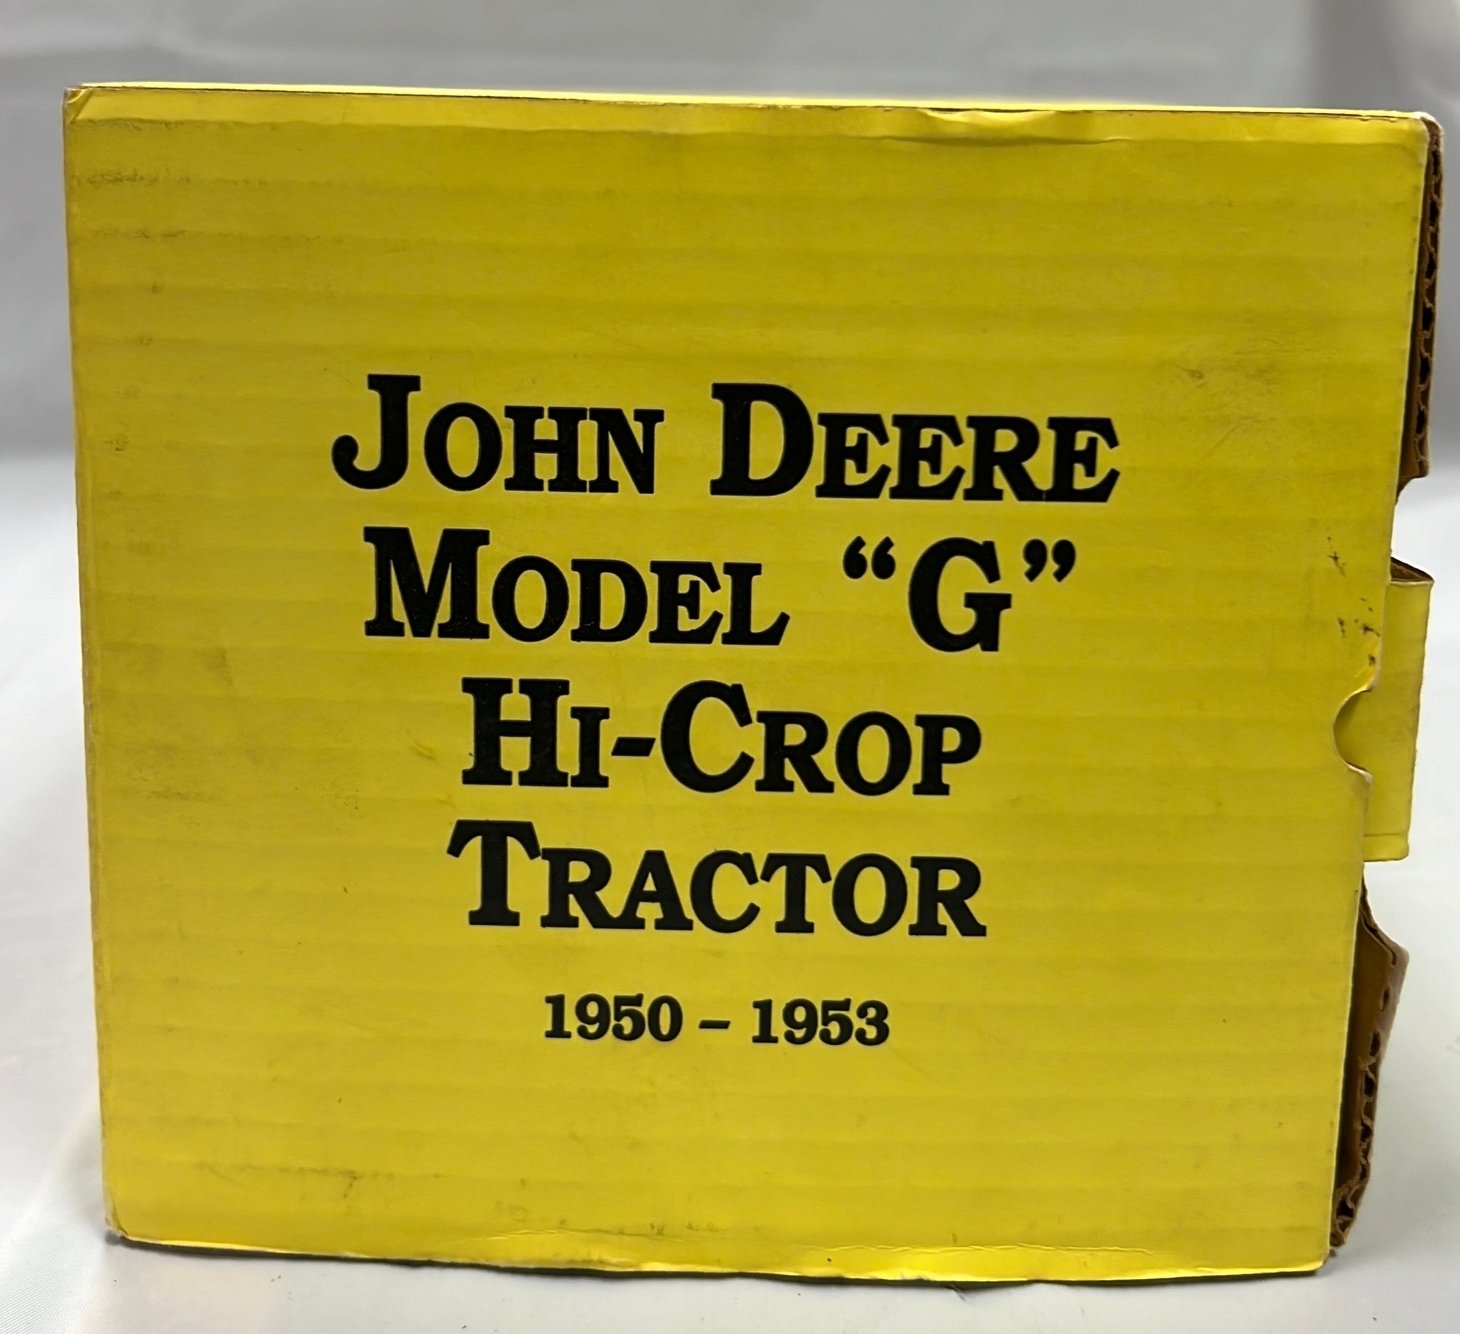 JOHN DEERE
MODEL “G”
HI-CROP
TRACTOR
1950 – 1953